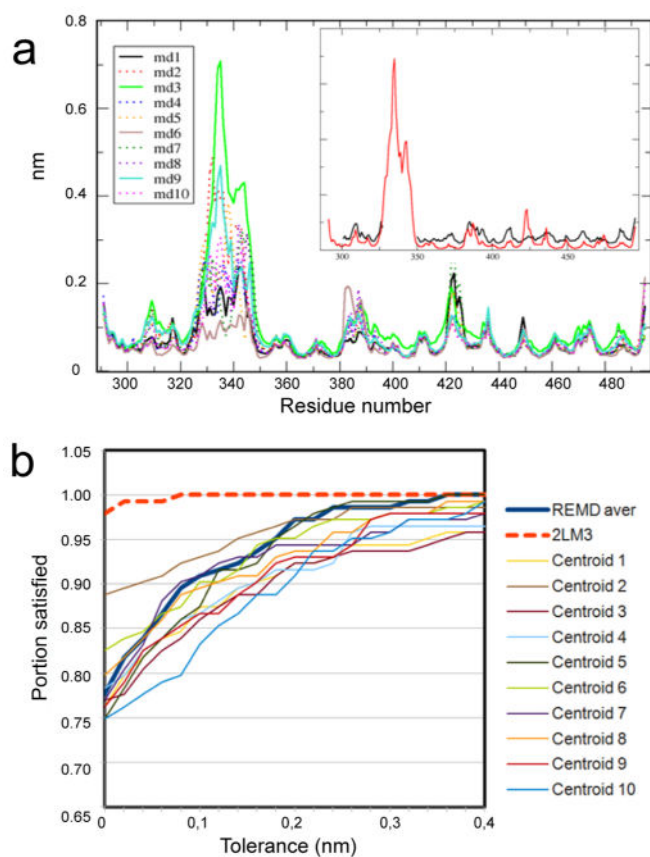 a
0.8
0.6
0.4
0.2
0
nm
md1
md2
md3
md4
md5
md6
md7
md8
md9
md10
300 350 400 450
300 320 340 360 380 400 420 440 460 480
Residue number
b
1.05
1.00
0.95
0.90
0.85
0.80
0.75
0.70
0.65
Portion satisfied
0 0,1 0,2 0,3 0,4
Tolerance (nm)
REMD aver
2LM3
Centroid 1
Centroid 2
Centroid 3
Centroid 4
Centroid 5
Centroid 6
Centroid 7
Centroid 8
Centroid 9
Centroid 10